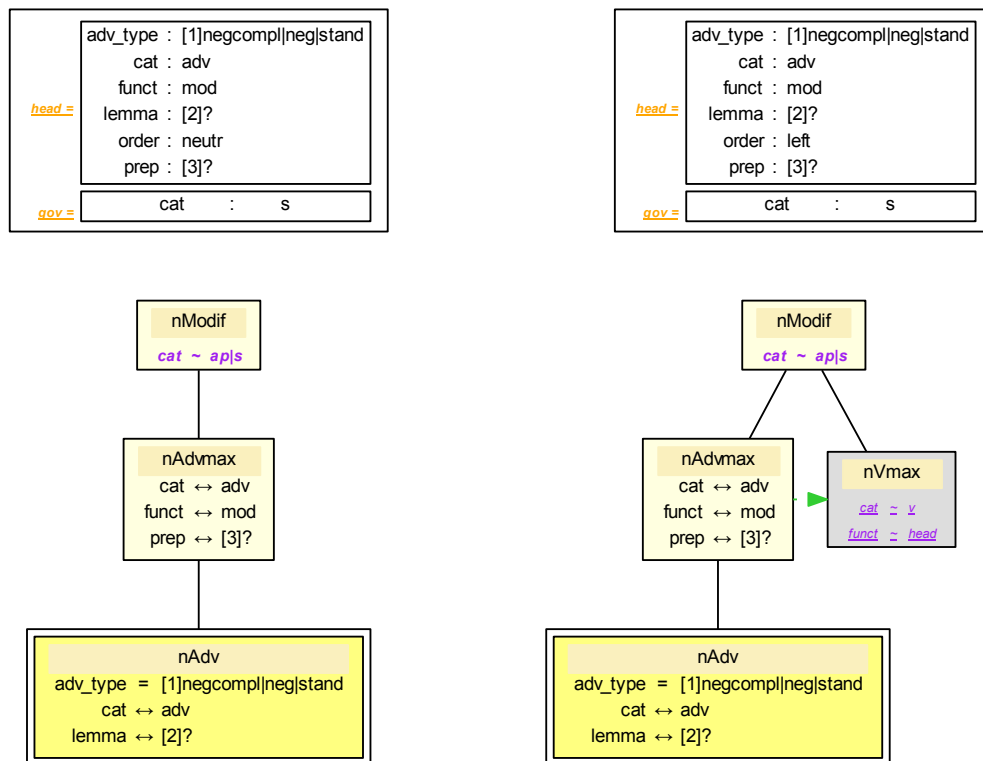 head =
adv_type : [1]negcompl|neg|stand
cat : adv
funct : mod
lemma : [2]?
order : neutr
prep : [3]?
gov =
cat : s
nModif
cat ~ ap|s
nAdvmax
cat ↔ adv
funct ↔ mod
prep ↔ [3]?
nAdv
adv_type = [1]negcompl|neg|stand
cat ↔ adv
lemma ↔ [2]?
head =
adv_type : [1]negcompl|neg|stand
cat : adv
funct : mod
lemma : [2]?
order : left
prep : [3]?
gov =
cat : s
nModif
cat ~ ap|s
nAdvmax
cat ↔ adv
funct ↔ mod
prep ↔ [3]?
nVmax
cat ~ v
funct ~ head
nAdv
adv_type = [1]negcompl|neg|stand
cat ↔ adv
lemma ↔ [2]?